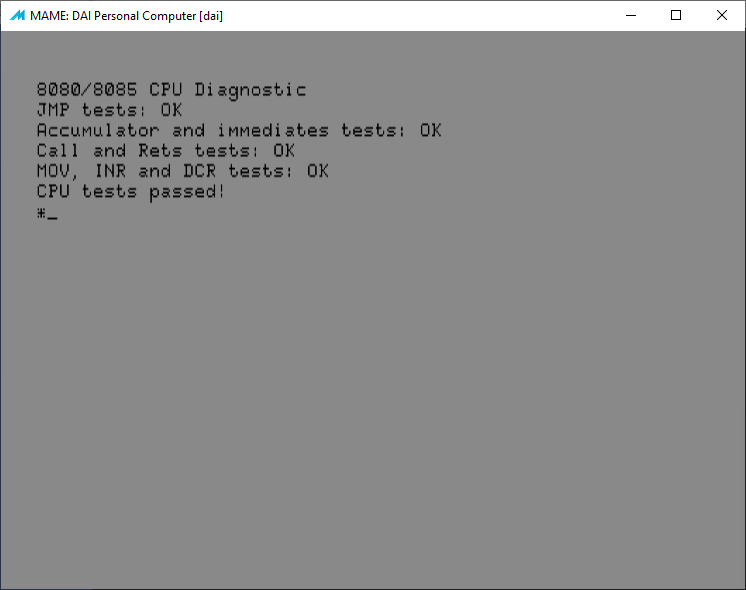 MAME: DAI Personal Computer [dai]
8080/8085 CPU Diagnostic
JMP tests: OK
Accumulator and immediates tests: OK
Call and Rets tests: OK
MOV, INR and DCR tests: OK
CPU tests passed!
*_